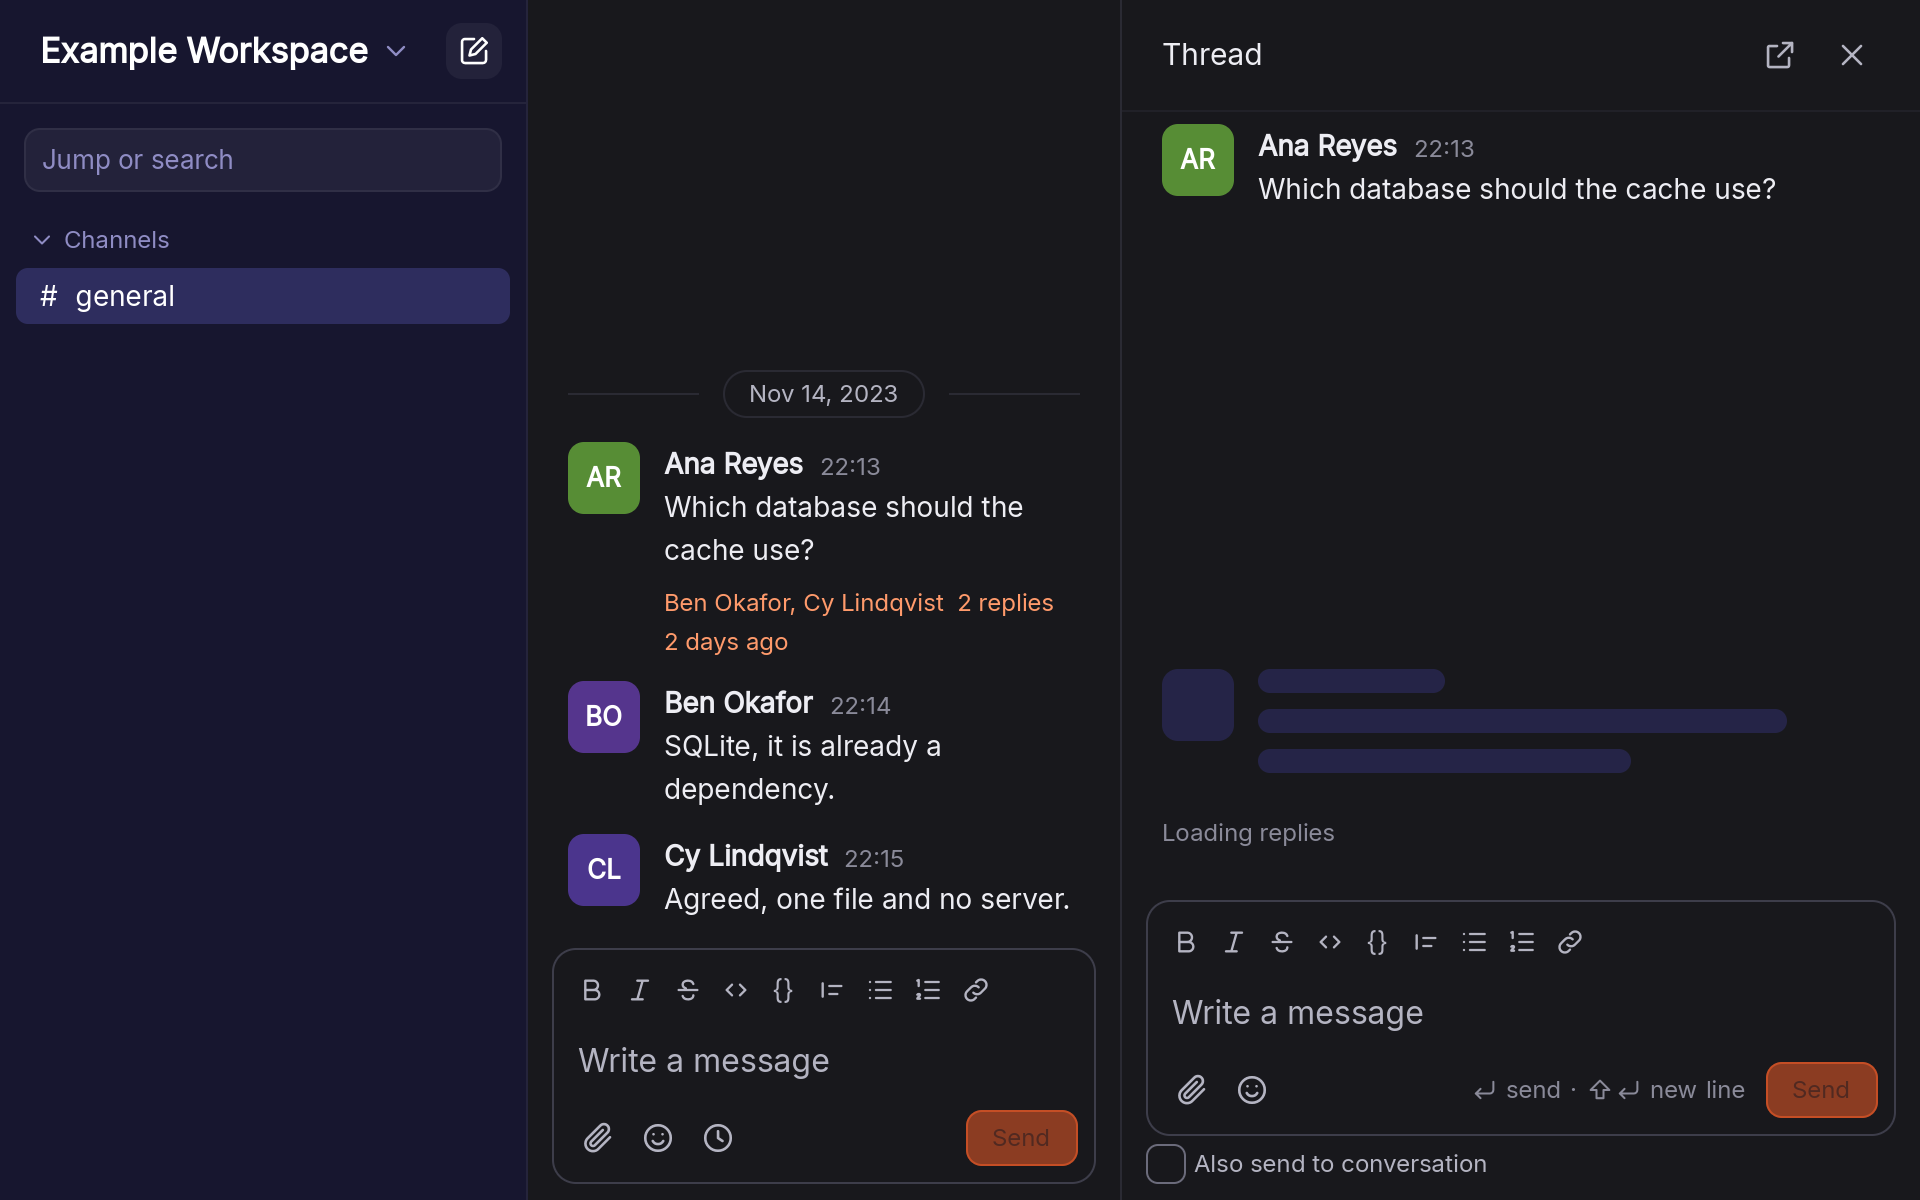 Example Workspace
Jump or search
Channels
# general
Nov 14, 2023
AR
Ana Reyes 22:13
Which database should the
cache use?
Ben Okafor, Cy Lindqvist 2 replies
2 days ago
BO
Ben Okafor 22:14
SQLite, it is already a
dependency.
CL
Cy Lindqvist 22:15
Agreed, one file and no server.
Write a message
Send
Thread
AR
Ana Reyes 22:13
Which database should the cache use?
Loading replies
Write a message
send · new line
Send
Also send to conversation